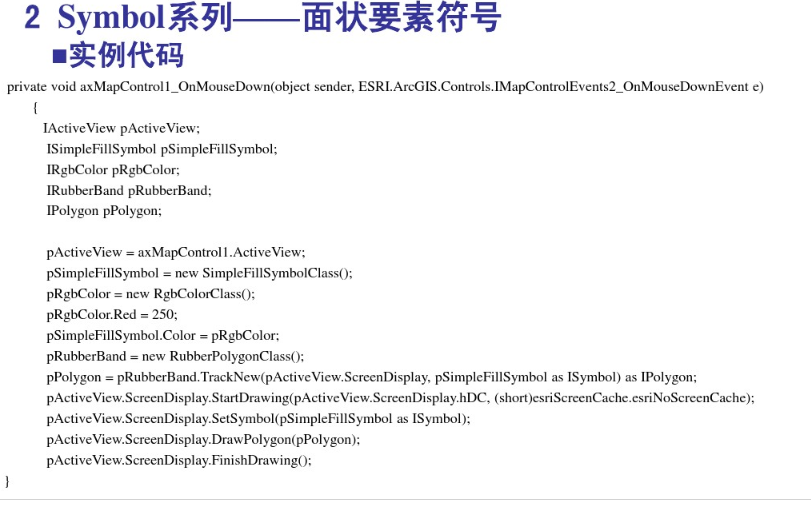 2 Symbol系列——面状要素符号
■实例代码
private void axMapControl1_OnMouseDown(object sender, ESRI.ArcGIS.Controls.IMapControlEvents2_OnMouseDownEvent e)
{
IActiveView pActiveView;
ISimpleFillSymbol pSimpleFillSymbol;
IRgbColor pRgbColor;
IRubberBand pRubberBand;
IPolygon pPolygon;
pActiveView = axMapControl1.ActiveView;
pSimpleFillSymbol = new SimpleFillSymbolClass();
pRgbColor = new RgbColorClass();
pRgbColor.Red = 250;
pSimpleFillSymbol.Color = pRgbColor;
pRubberBand = new RubberPolygonClass();
pPolygon = pRubberBand.TrackNew(pActiveView.ScreenDisplay, pSimpleFillSymbol as ISymbol) as IPolygon;
pActiveView.ScreenDisplay.StartDrawing(pActiveView.ScreenDisplay.hDC, (short)esriScreenCache.esriNoScreenCache);
pActiveView.ScreenDisplay.SetSymbol(pSimpleFillSymbol as ISymbol);
pActiveView.ScreenDisplay.DrawPolygon(pPolygon);
pActiveView.ScreenDisplay.FinishDrawing();
}